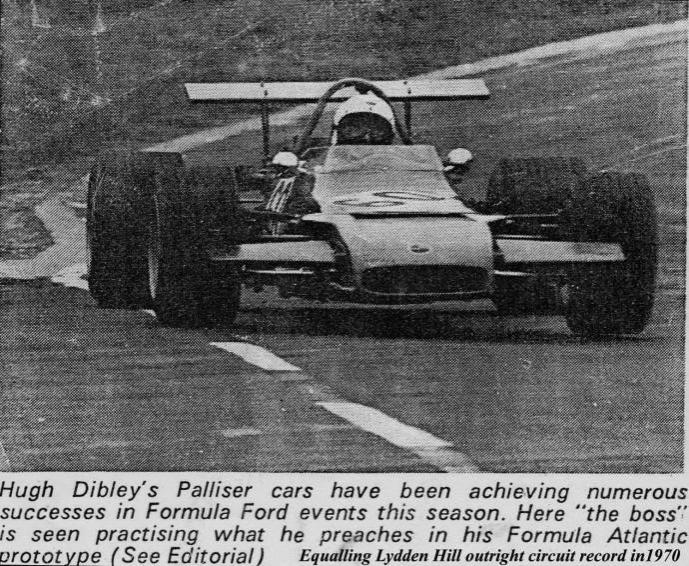 Hugh Dibley's Palliser cars have been achieving numerous
successes in Formula Ford events this season. Here "the boss"
is seen practising what he preaches in his Formula Atlantic
prototype (See Editorial) Equalling Lydden Hill outright circuit record in1970